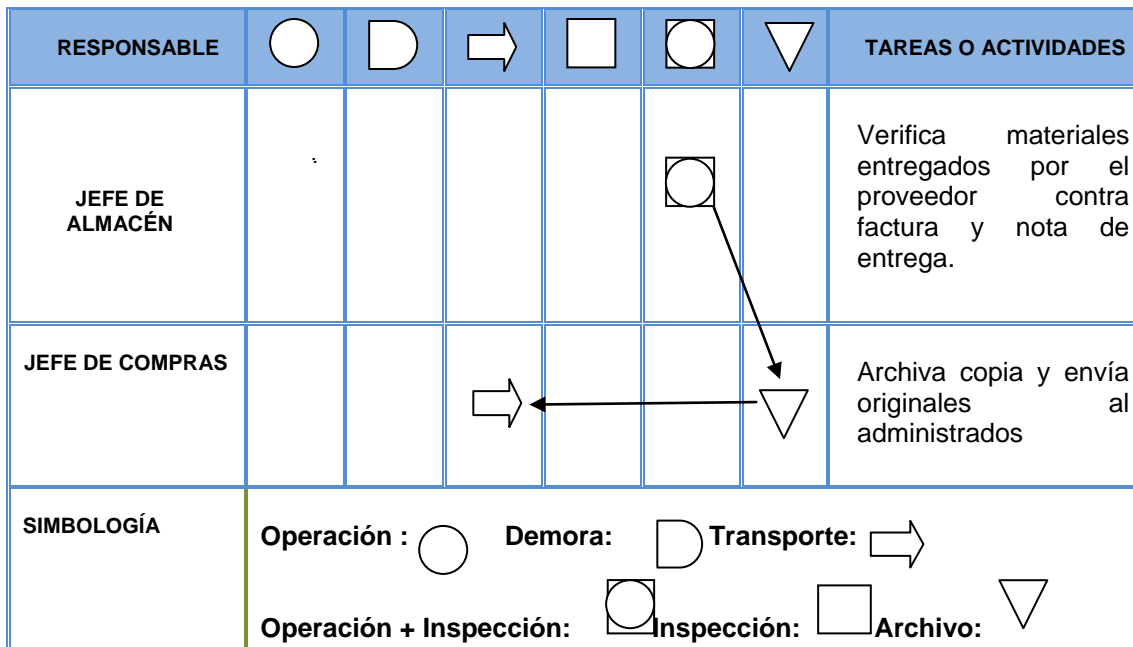 RESPONSABLE
TAREAS O ACTIVIDADES
JEFE DE
ALMACÉN
Verifica materiales
entregados por el
proveedor contra
factura y nota de
entrega.
JEFE DE COMPRAS
Archiva copia y envía
originales al
administrados
SIMBOLOGÍA
Operación :
Demora:
Transporte:
Operación + Inspección:
Inspección:
Archivo: